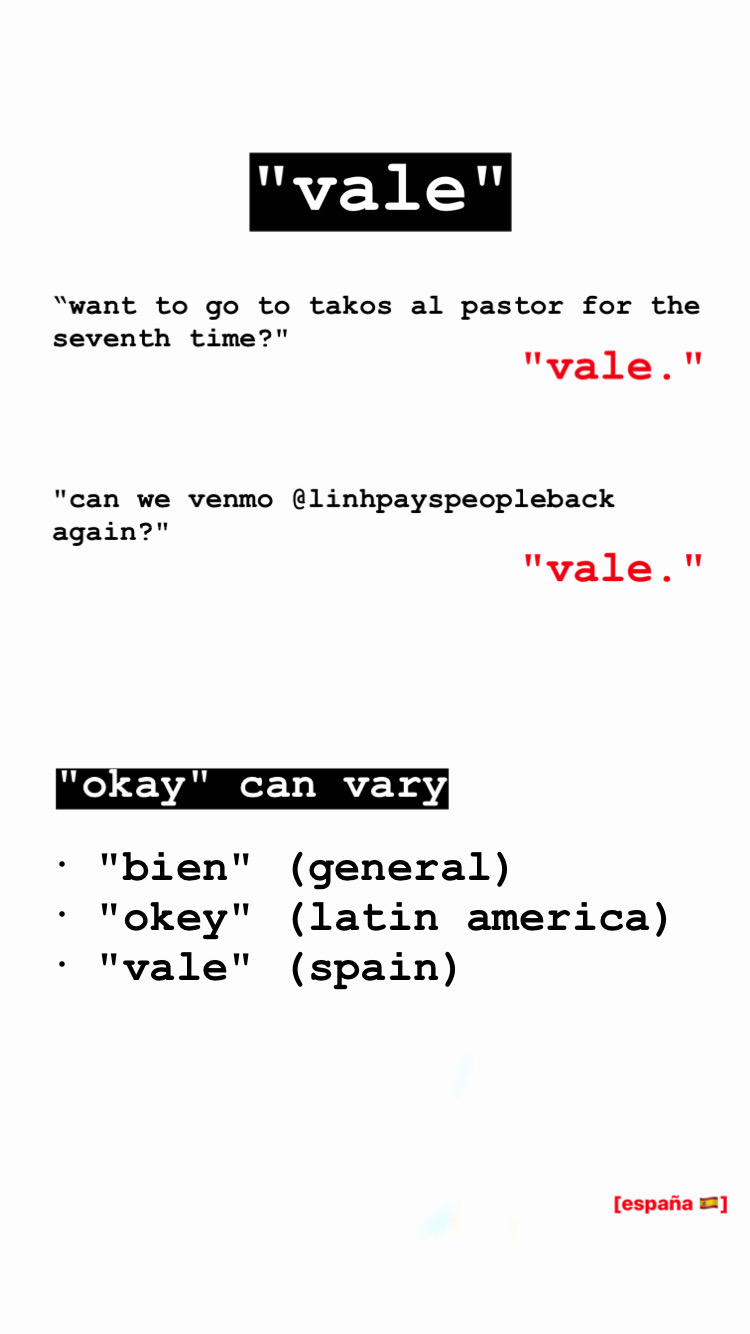 "vale"
“want to go to takos al pastor for the
seventh time?"
"vale."
"can we venmo @linhpayspeopleback
again?"
"vale."
"okay" can vary
· "bien" (general)
· "okey" (latin america)
· "vale" (spain)
[españa 🇪🇸]